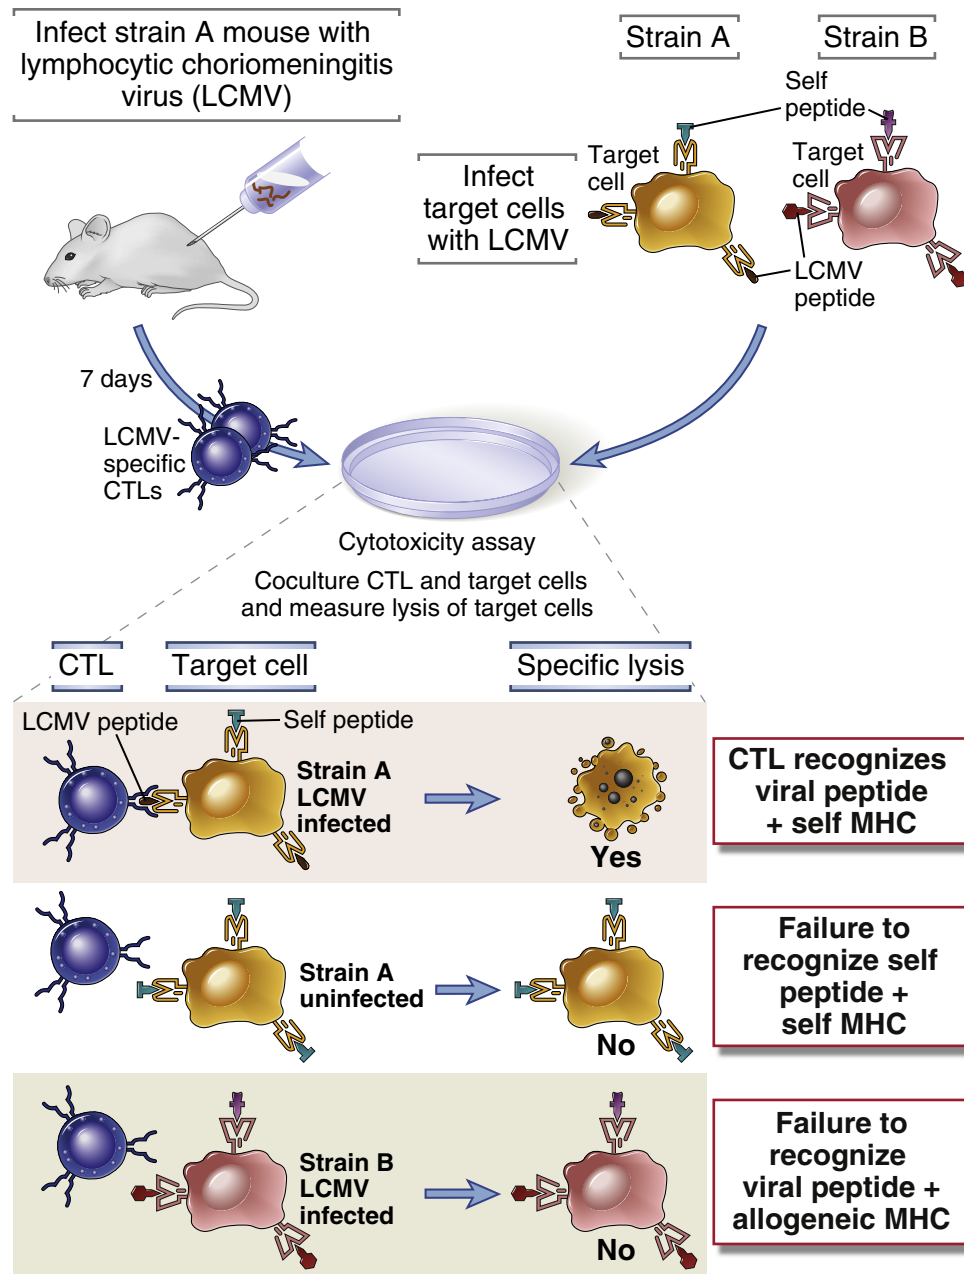 Infect strain A mouse with
lymphocytic choriomeningitis
virus (LCMV)
Strain A
Strain B
Self
peptide
Target
cell
Target
cell
Infect
target cells
with LCMV
LCMV
peptide
7 days
LCMV-
specific
CTLs
Cytotoxicity assay
Coculture CTL and target cells
and measure lysis of target cells
CTL
Target cell
Specific lysis
LCMV peptide
Self peptide
Strain A
LCMV
infected
Yes
CTL recognizes
viral peptide
+ self MHC
Strain A
uninfected
No
Failure to
recognize self
peptide +
self MHC
Strain B
LCMV
infected
No
Failure to
recognize
viral peptide +
allogeneic MHC